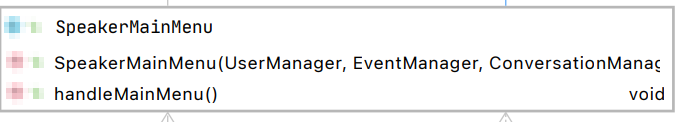 SpeakerMainMenu
SpeakerMainMenu(UserManager, EventManager, ConversationManag
handleMainMenu() void